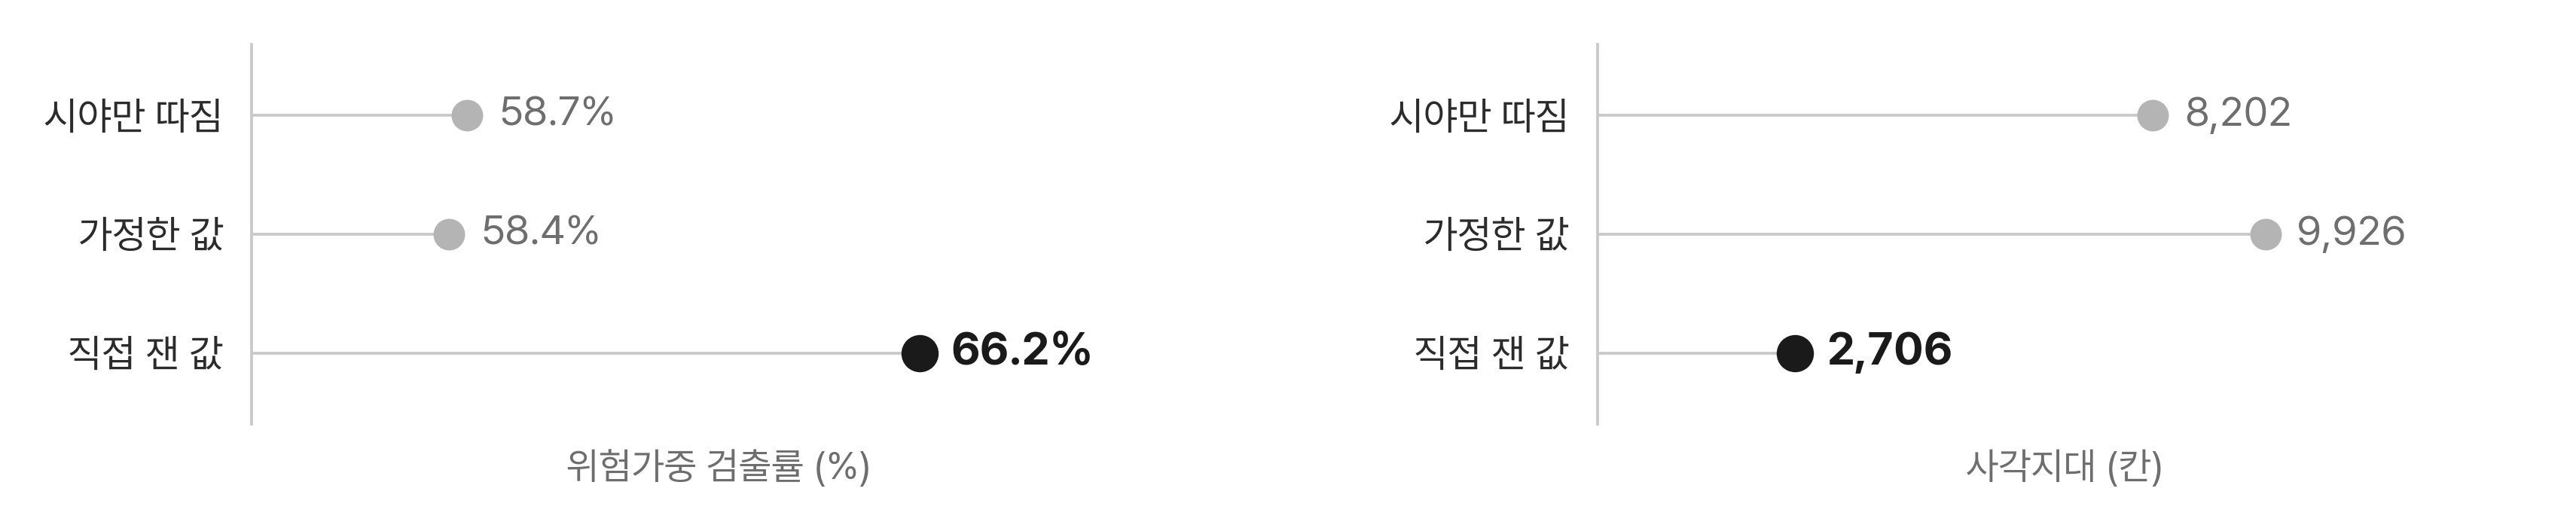 시야만 따짐 58.7%
가정한 값 58.4%
직접 잰 값 66.2%
위험가중 검출률 (%)
시야만 따짐 8,202
가정한 값 9,926
직접 잰 값 2,706
사각지대 (칸)